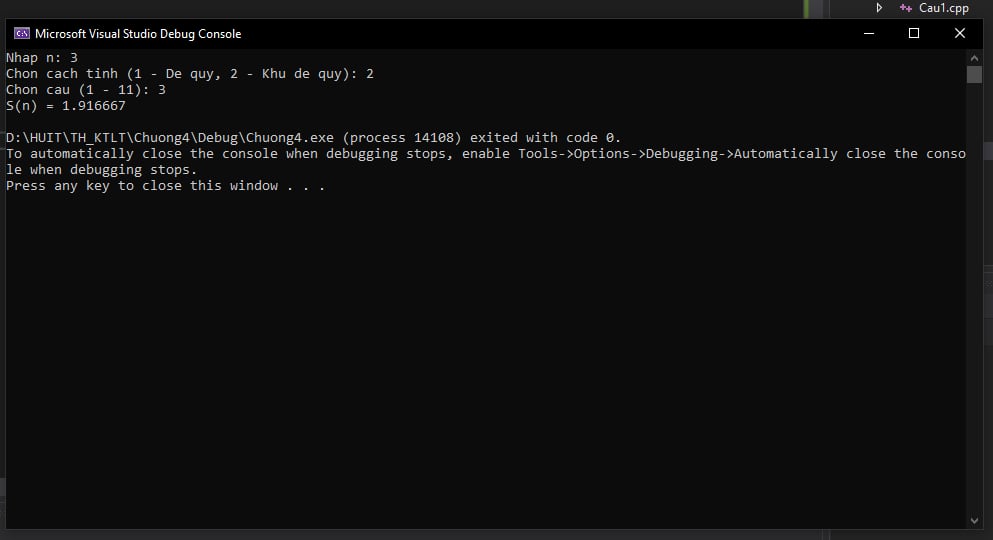 Cau1.cpp
Microsoft Visual Studio Debug Console
Nhap n: 3
Chon cach tinh (1 - De quy, 2 - Khu de quy): 2
Chon cau (1 - 11): 3
S(n) = 1.916667
D:\HUIT\TH_KTLT\Chuong4\Debug\Chuong4.exe (process 14108) exited with code 0.
To automatically close the console when debugging stops, enable Tools->Options->Debugging->Automatically close the conso
le when debugging stops.
Press any key to close this window . . .